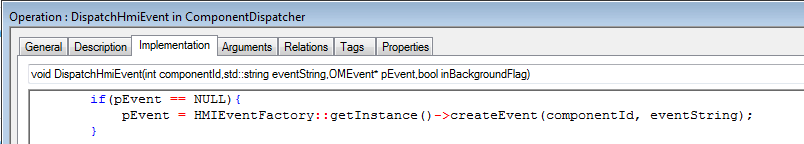 Operation : DispatchHmiEvent in ComponentDispatcher
General Description Implementation Arguments Relations Tags Properties
void DispatchHmiEvent(int componentId,std::string eventString,OMEvent* pEvent,bool inBackgroundFlag)
if(pEvent == NULL){
pEvent = HMIEventFactory::getInstance()->createEvent(componentId, eventString);
}